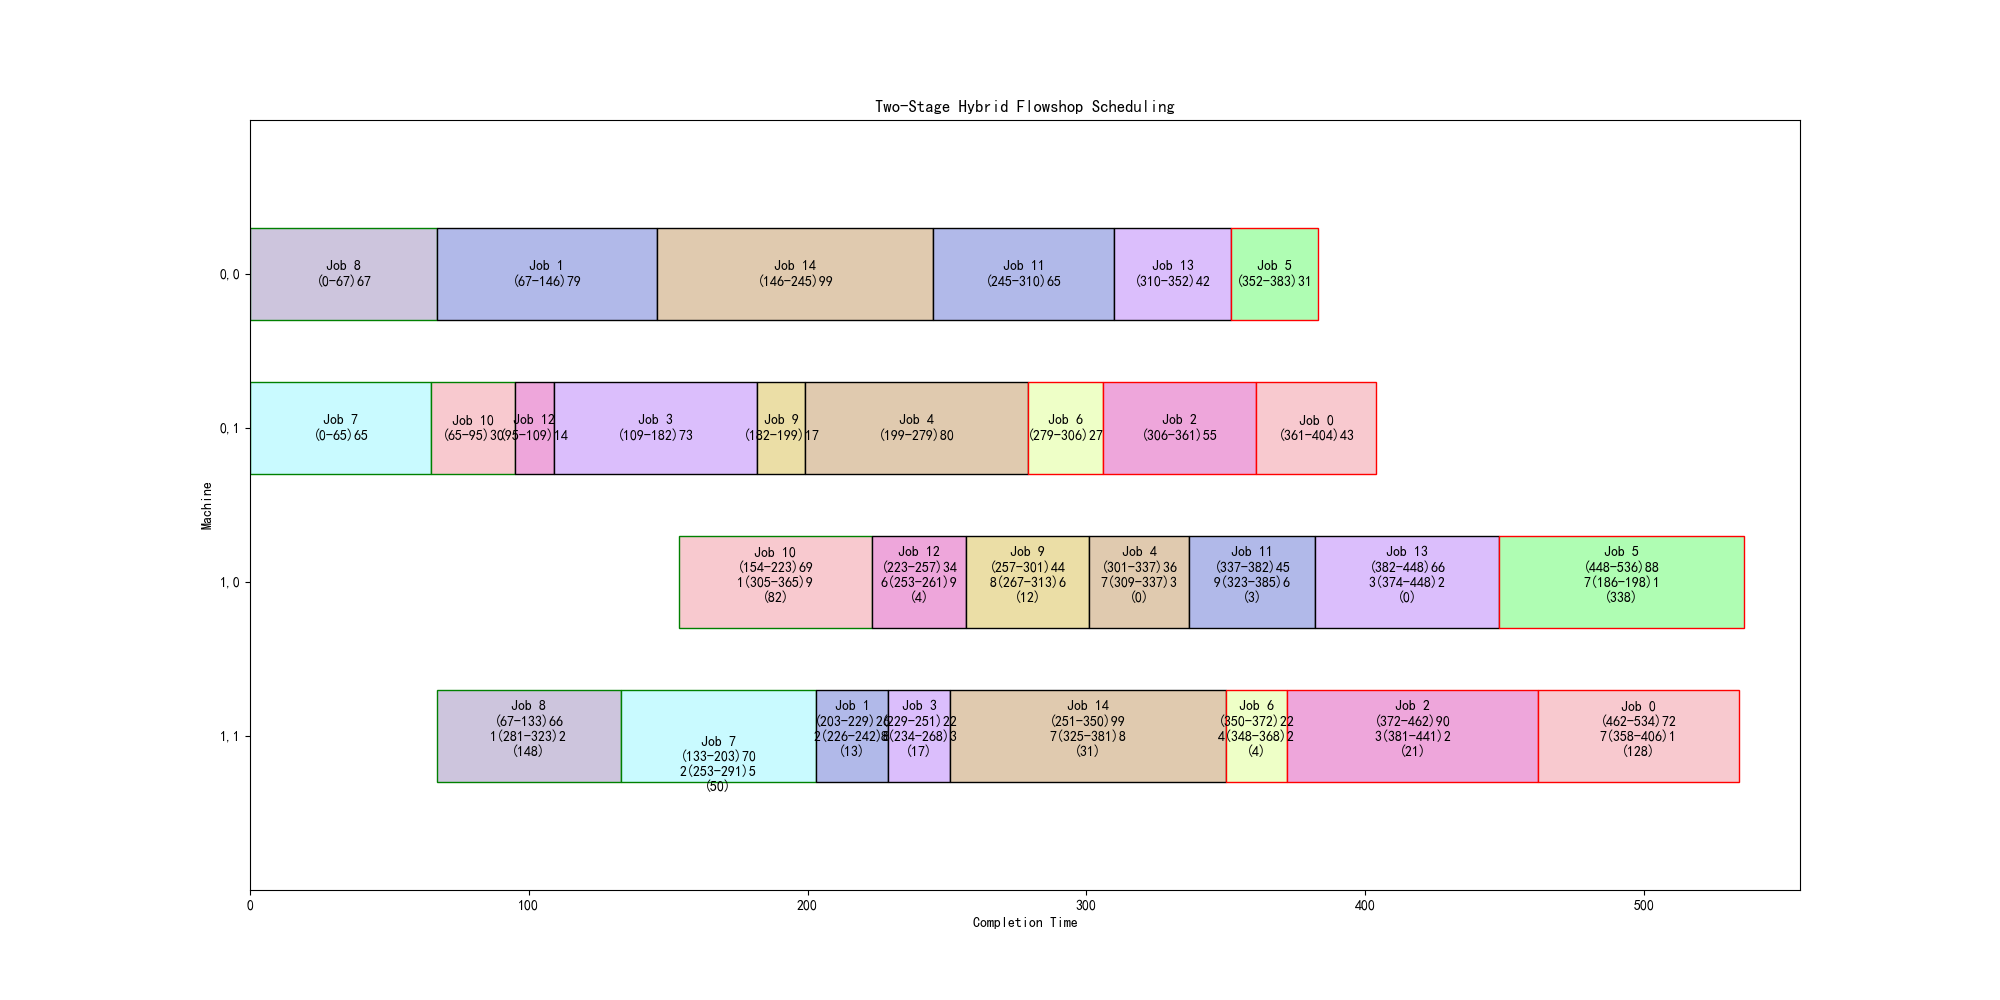 Two-Stage Hybrid Flowshop Scheduling
Machine
0,0
Job 8
(0-67)67
Job 1
(67-146)79
Job 14
(146-245)99
Job 11
(245-310)65
Job 13
(310-352)42
Job 5
(352-383)31
0,1
Job 7
(0-65)65
Job 10
(65-95)30
Job 12
(95-109)14
Job 3
(109-182)73
Job 9
(182-199)17
Job 4
(199-279)80
Job 6
(279-306)27
Job 2
(306-361)55
Job 0
(361-404)43
1,0
Job 10
(154-223)69
1(305-365)9
(82)
Job 12
(223-257)34
6(253-261)9
(4)
Job 9
(257-301)44
8(267-313)6
(12)
Job 4
(301-337)36
7(309-337)3
(0)
Job 11
(337-382)45
9(323-385)6
(3)
Job 13
(382-448)66
3(374-448)2
(0)
Job 5
(448-536)88
7(186-198)1
(338)
1,1
Job 8
(67-133)66
1(281-323)2
(148)
Job 7
(133-203)70
2(253-291)5
(50)
Job 1
(203-229)26
2(226-242)8
(13)
Job 3
(229-251)22
(234-268)3
(17)
Job 14
(251-350)99
7(325-381)8
(31)
Job 6
(350-372)22
4(348-368)2
(4)
Job 2
(372-462)90
3(381-441)2
(21)
Job 0
(462-534)72
7(358-406)1
(128)
0
100
200
300
400
500
Completion Time